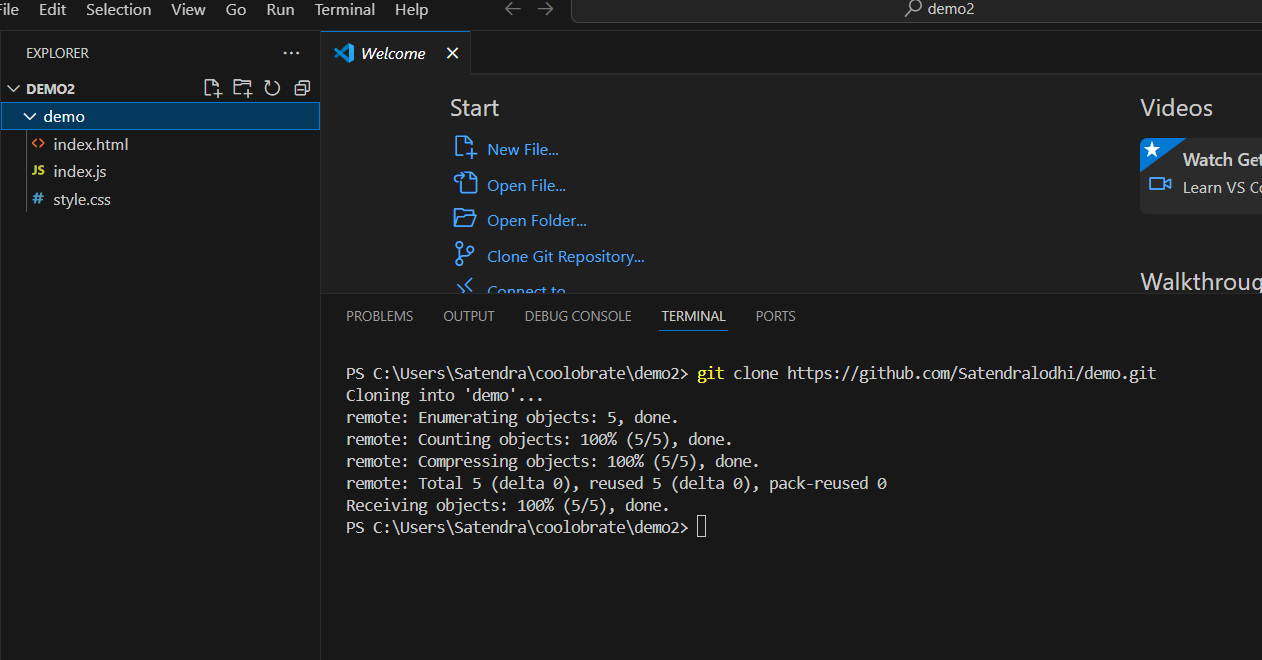 File Edit Selection View Go Run Terminal Help
demo2
EXPLORER
DEMO2
demo
index.html
JS index.js
# style.css
Welcome
Start
New File...
Open File...
Open Folder...
Clone Git Repository...
Connect to
Videos
Watch Get
Learn VS Co
Walkthroug
PROBLEMS OUTPUT DEBUG CONSOLE TERMINAL PORTS
PS C:\Users\Satendra\coolobrate\demo2> git clone https://github.com/Satendralodhi/demo.git
Cloning into 'demo'...
remote: Enumerating objects: 5, done.
remote: Counting objects: 100% (5/5), done.
remote: Compressing objects: 100% (5/5), done.
remote: Total 5 (delta 0), reused 5 (delta 0), pack-reused 0
Receiving objects: 100% (5/5), done.
PS C:\Users\Satendra\coolobrate\demo2>